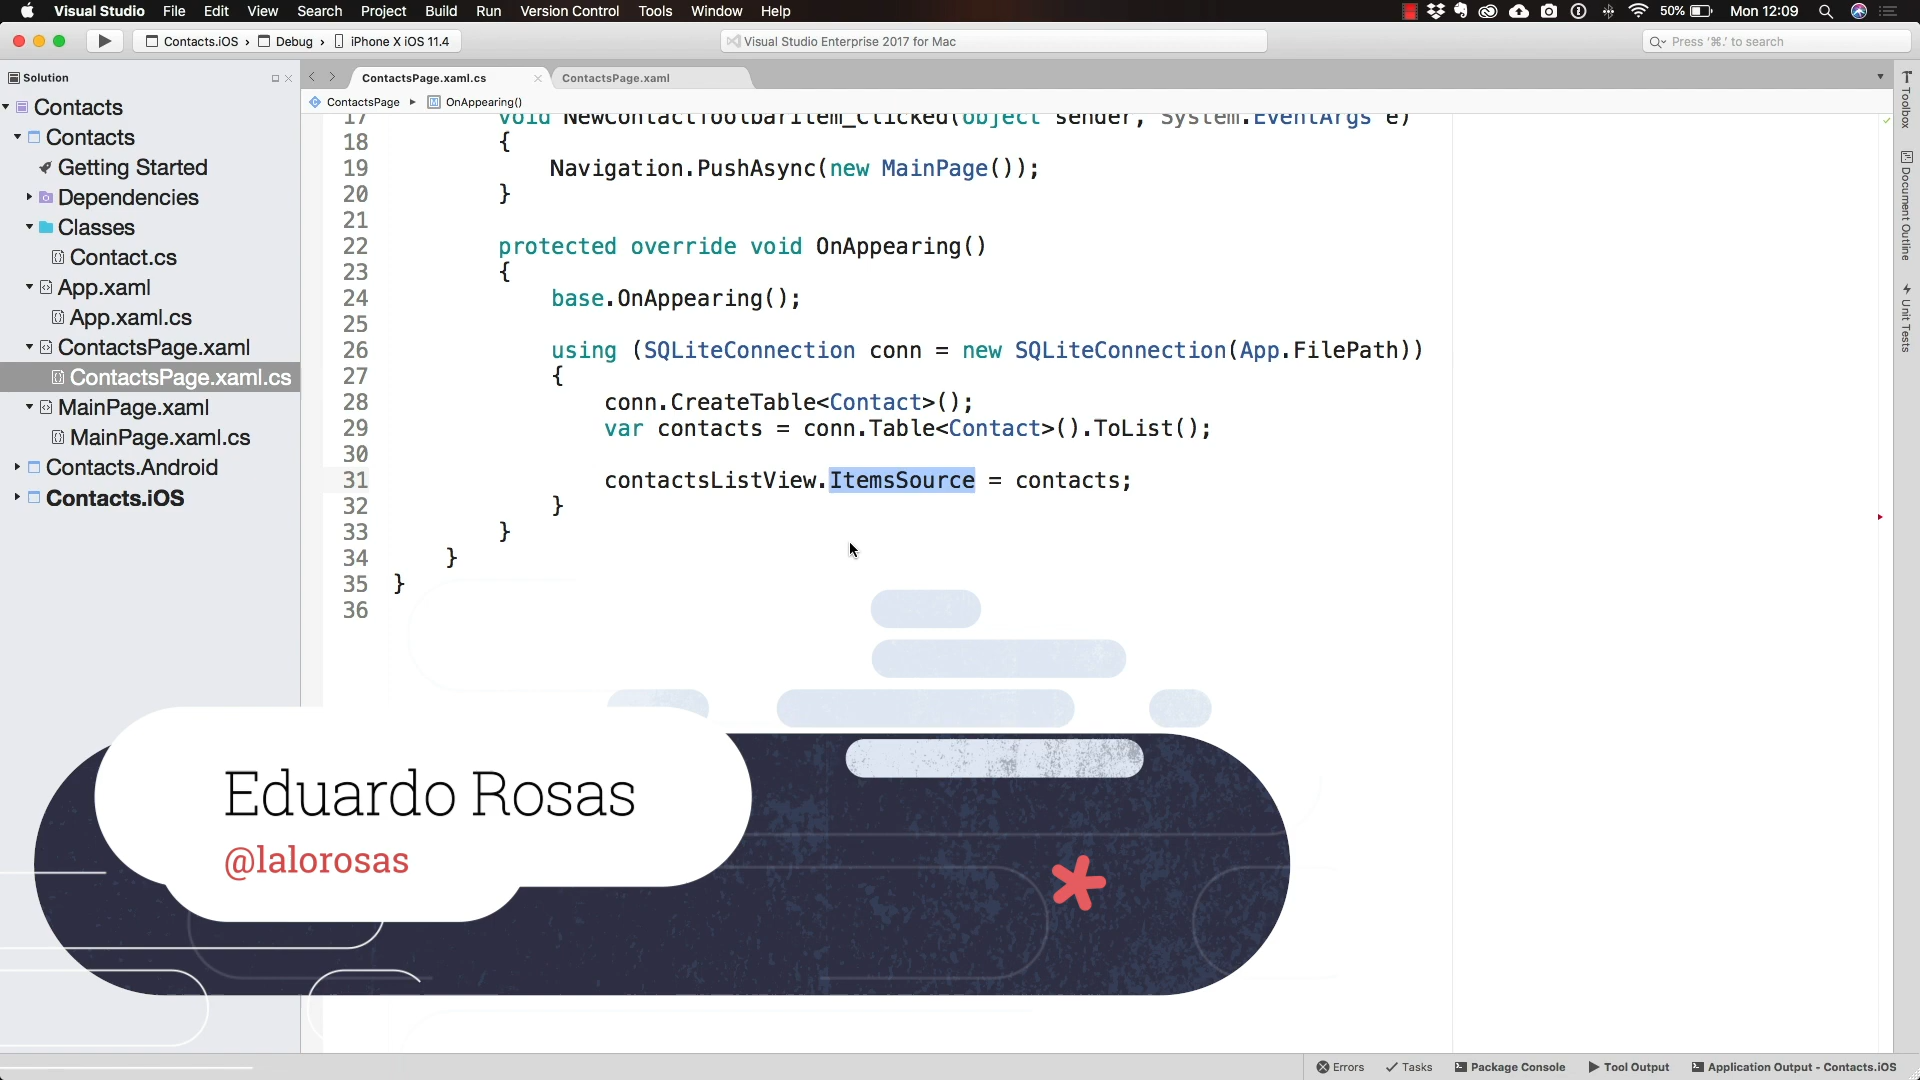 Visual Studio File Edit View Search Project Build Run Version Control Tools Window Help 50% Mon 12:09
Contacts.iOS › Debug › iPhone X iOS 11.4 Visual Studio Enterprise 2017 for Mac Press '⌘.' to search
Solution
ContactsPage.xaml.cs ContactsPage.xaml
ContactsPage ▸ OnAppearing()
Contacts
Contacts
Getting Started
Dependencies
Classes
Contact.cs
App.xaml
App.xaml.cs
ContactsPage.xaml
ContactsPage.xaml.cs
MainPage.xaml
MainPage.xaml.cs
Contacts.Android
Contacts.iOS
17 void NewContactToolbarItem_Clicked(object sender, System.EventArgs e)
18 {
19 Navigation.PushAsync(new MainPage());
20 }
21
22 protected override void OnAppearing()
23 {
24 base.OnAppearing();
25
26 using (SQLiteConnection conn = new SQLiteConnection(App.FilePath))
27 {
28 conn.CreateTable<Contact>();
29 var contacts = conn.Table<Contact>().ToList();
30
31 contactsListView.ItemsSource = contacts;
32 }
33 }
34 }
35 }
36
Toolbox
Document Outline
Unit Tests
Eduardo Rosas
@lalorosas
Errors Tasks Package Console Tool Output Application Output - Contacts.iOS